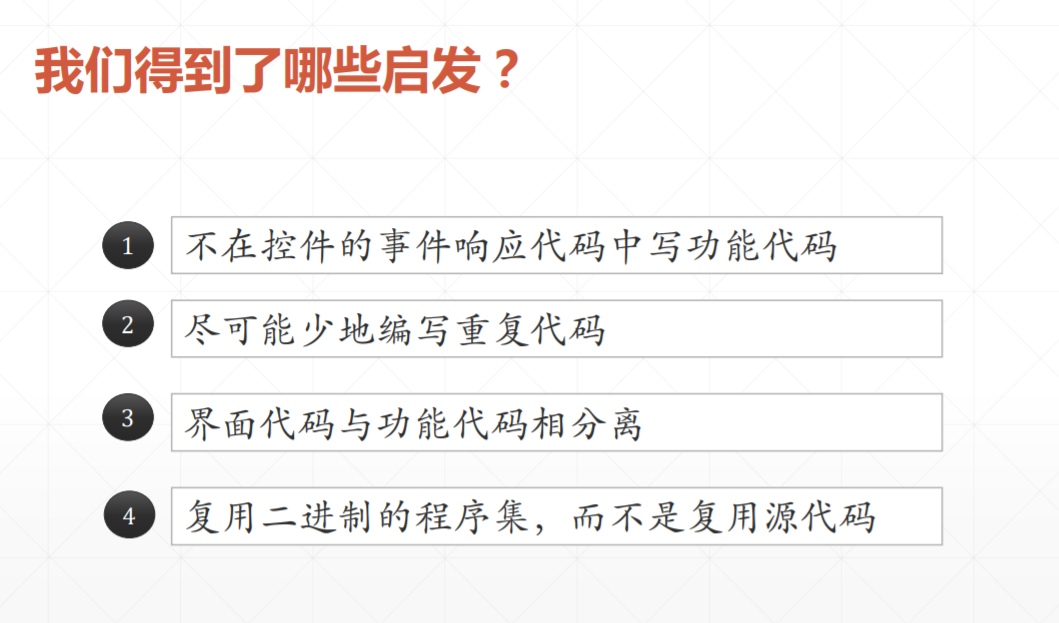 我们得到了哪些启发？
1 不在控件的事件响应代码中写功能代码
2 尽可能少地编写重复代码
3 界面代码与功能代码相分离
4 复用二进制的程序集，而不是复用源代码